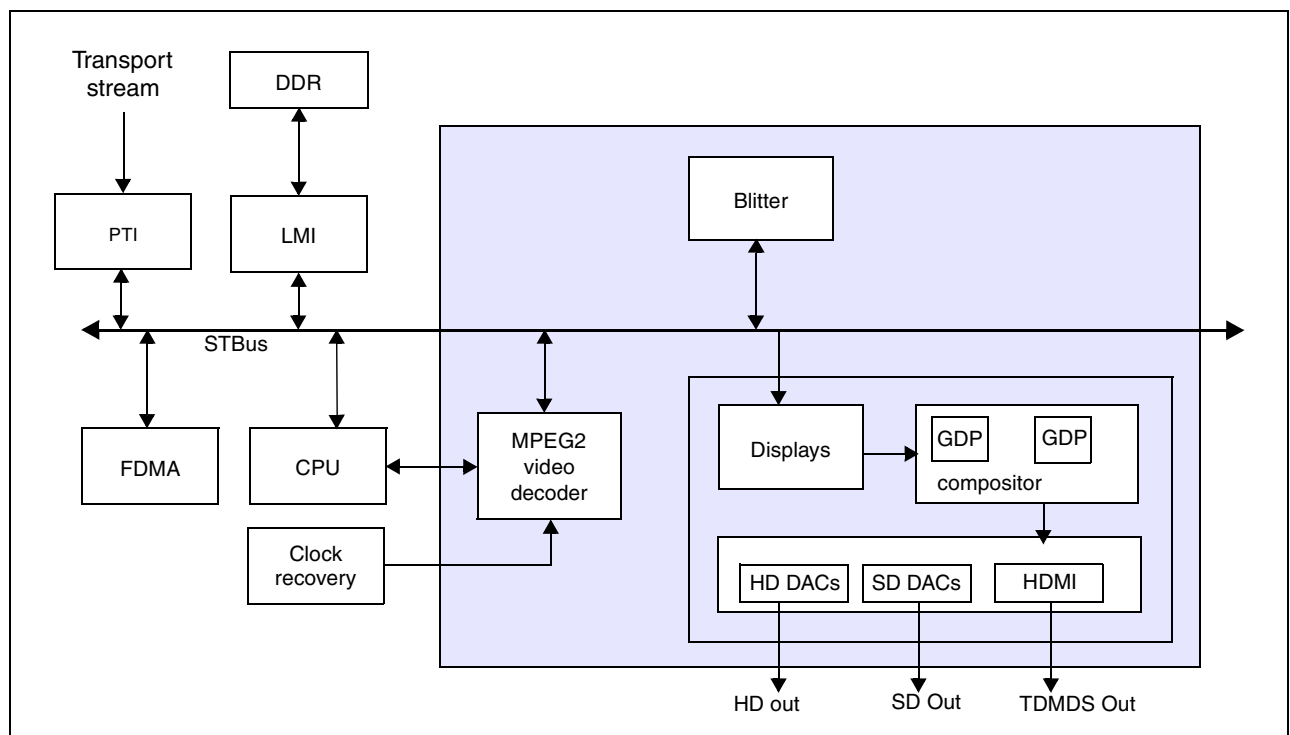 Transport
stream
DDR
PTI
LMI
Blitter
STBus
FDMA
CPU
MPEG2
video
decoder
Clock
recovery
Displays
GDP
GDP
compositor
HD DACs
SD DACs
HDMI
HD out
SD Out
TDMDS Out